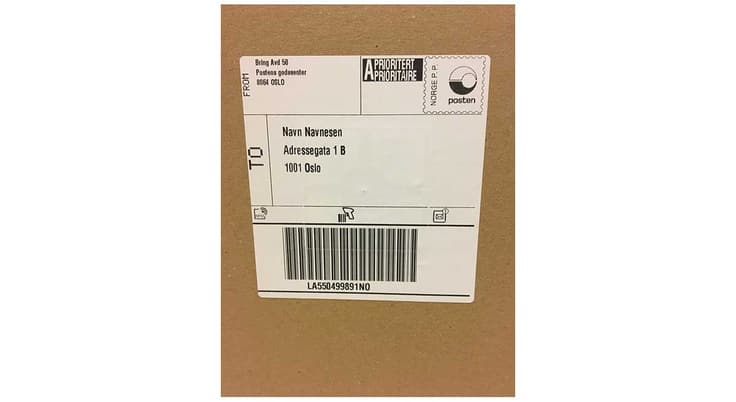 FROM
Bring Avd 50
Postens godssenter
0064 OSLO
A PRIORITERT
PRIORITAIRE
NORGE P.P.
posten
TO
Navn Navnesen
Adressegata 1 B
1001 Oslo
LA550499891NO